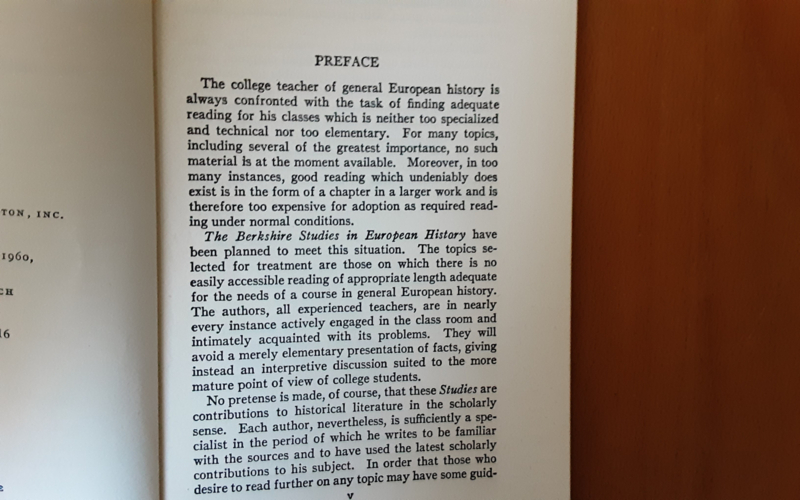 TON, INC.
1960,
CH
16
PREFACE
The college teacher of general European history is
always confronted with the task of finding adequate
reading for his classes which is neither too specialized
and technical nor too elementary. For many topics,
including several of the greatest importance, no such
material is at the moment available. Moreover, in too
many instances, good reading which undeniably does
exist is in the form of a chapter in a larger work and is
therefore too expensive for adoption as required read-
ing under normal conditions.
The Berkshire Studies in European History have
been planned to meet this situation. The topics se-
lected for treatment are those on which there is no
easily accessible reading of appropriate length adequate
for the needs of a course in general European history.
The authors, all experienced teachers, are in nearly
every instance actively engaged in the class room and
intimately acquainted with its problems. They will
avoid a merely elementary presentation of facts, giving
instead an interpretive discussion suited to the more
mature point of view of college students.
No pretense is made, of course, that these Studies are
contributions to historical literature in the scholarly
sense. Each author, nevertheless, is sufficiently a spe-
cialist in the period of which he writes to be familiar
with the sources and to have used the latest scholarly
contributions to his subject. In order that those who
desire to read further on any topic may have some guid-
v